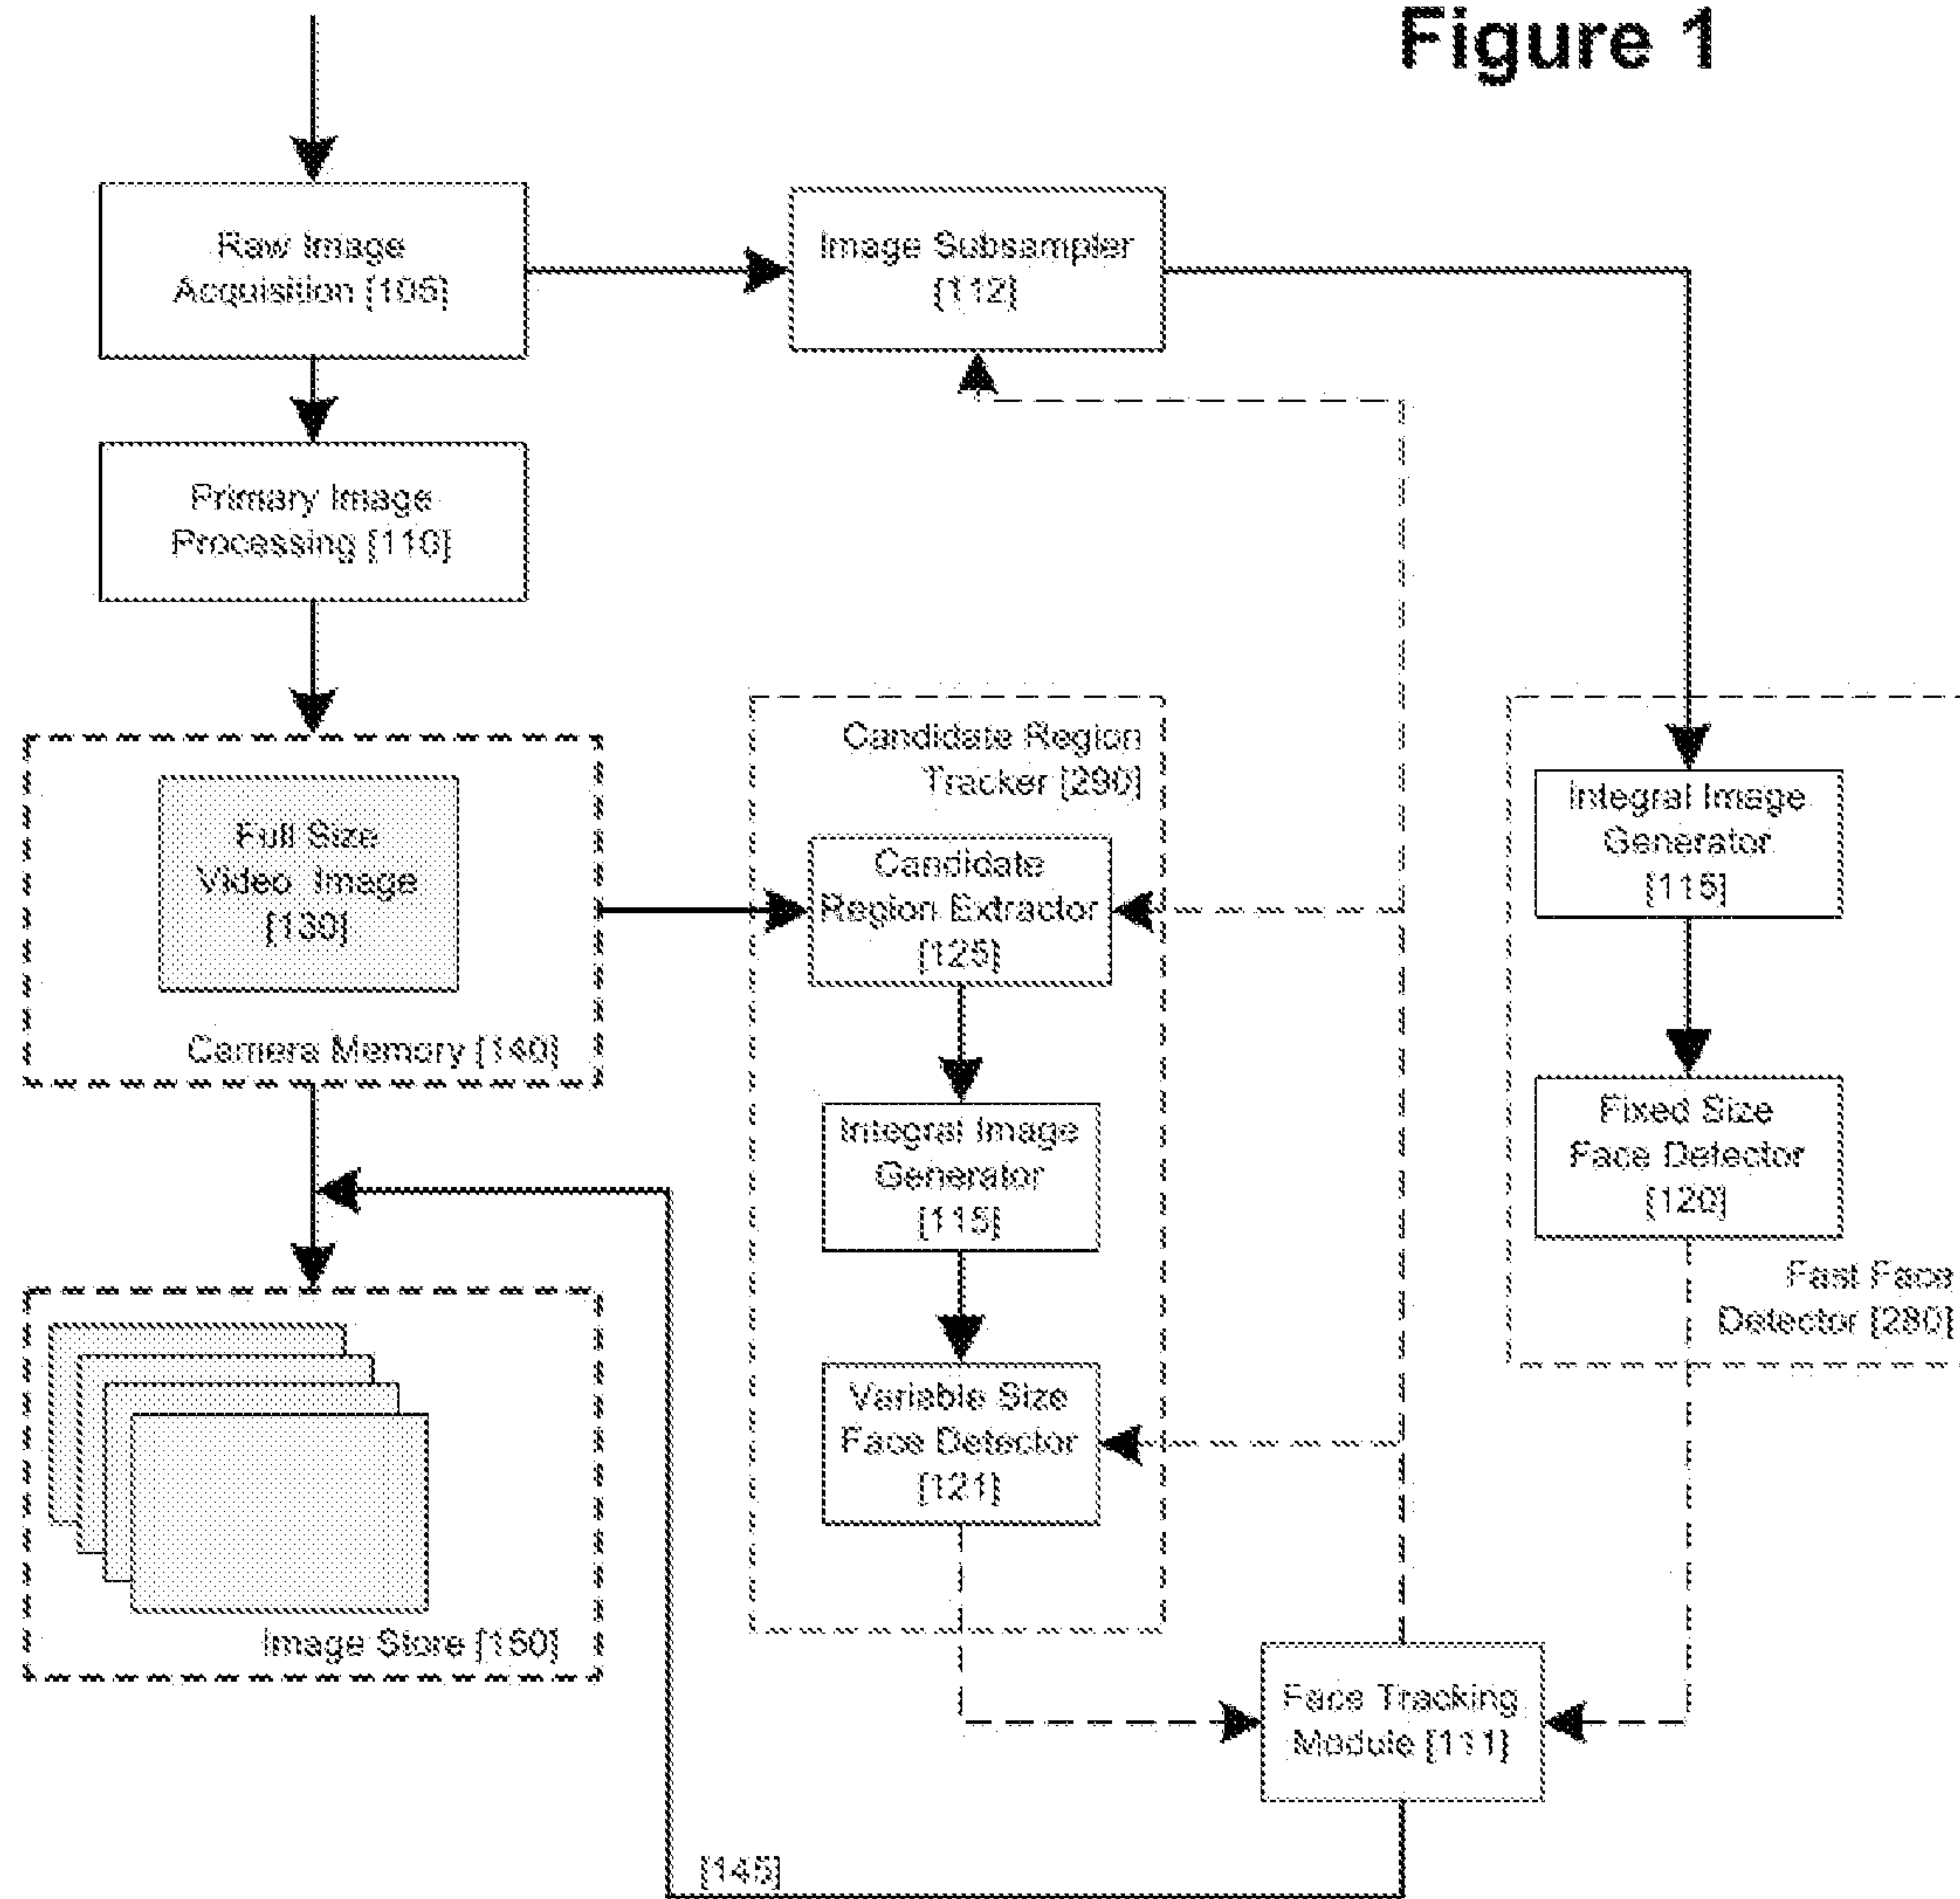 Figure 1
Raw Image
Acquisition [105]
Image Subsampler
[112]
Primary Image
Processing [110]
Candidate Region
Tracker [290]
Full Size
Video Image
[130]
Camera Memory [140]
Candidate
Region Extractor
[125]
Integral Image
Generator
[115]
Integral Image
Generator
[115]
Fixed Size
Face Detector
[120]
Fast Face
Detector [280]
Variable Size
Face Detector
[121]
Image Store [150]
Face Tracking
Module [111]
[145]